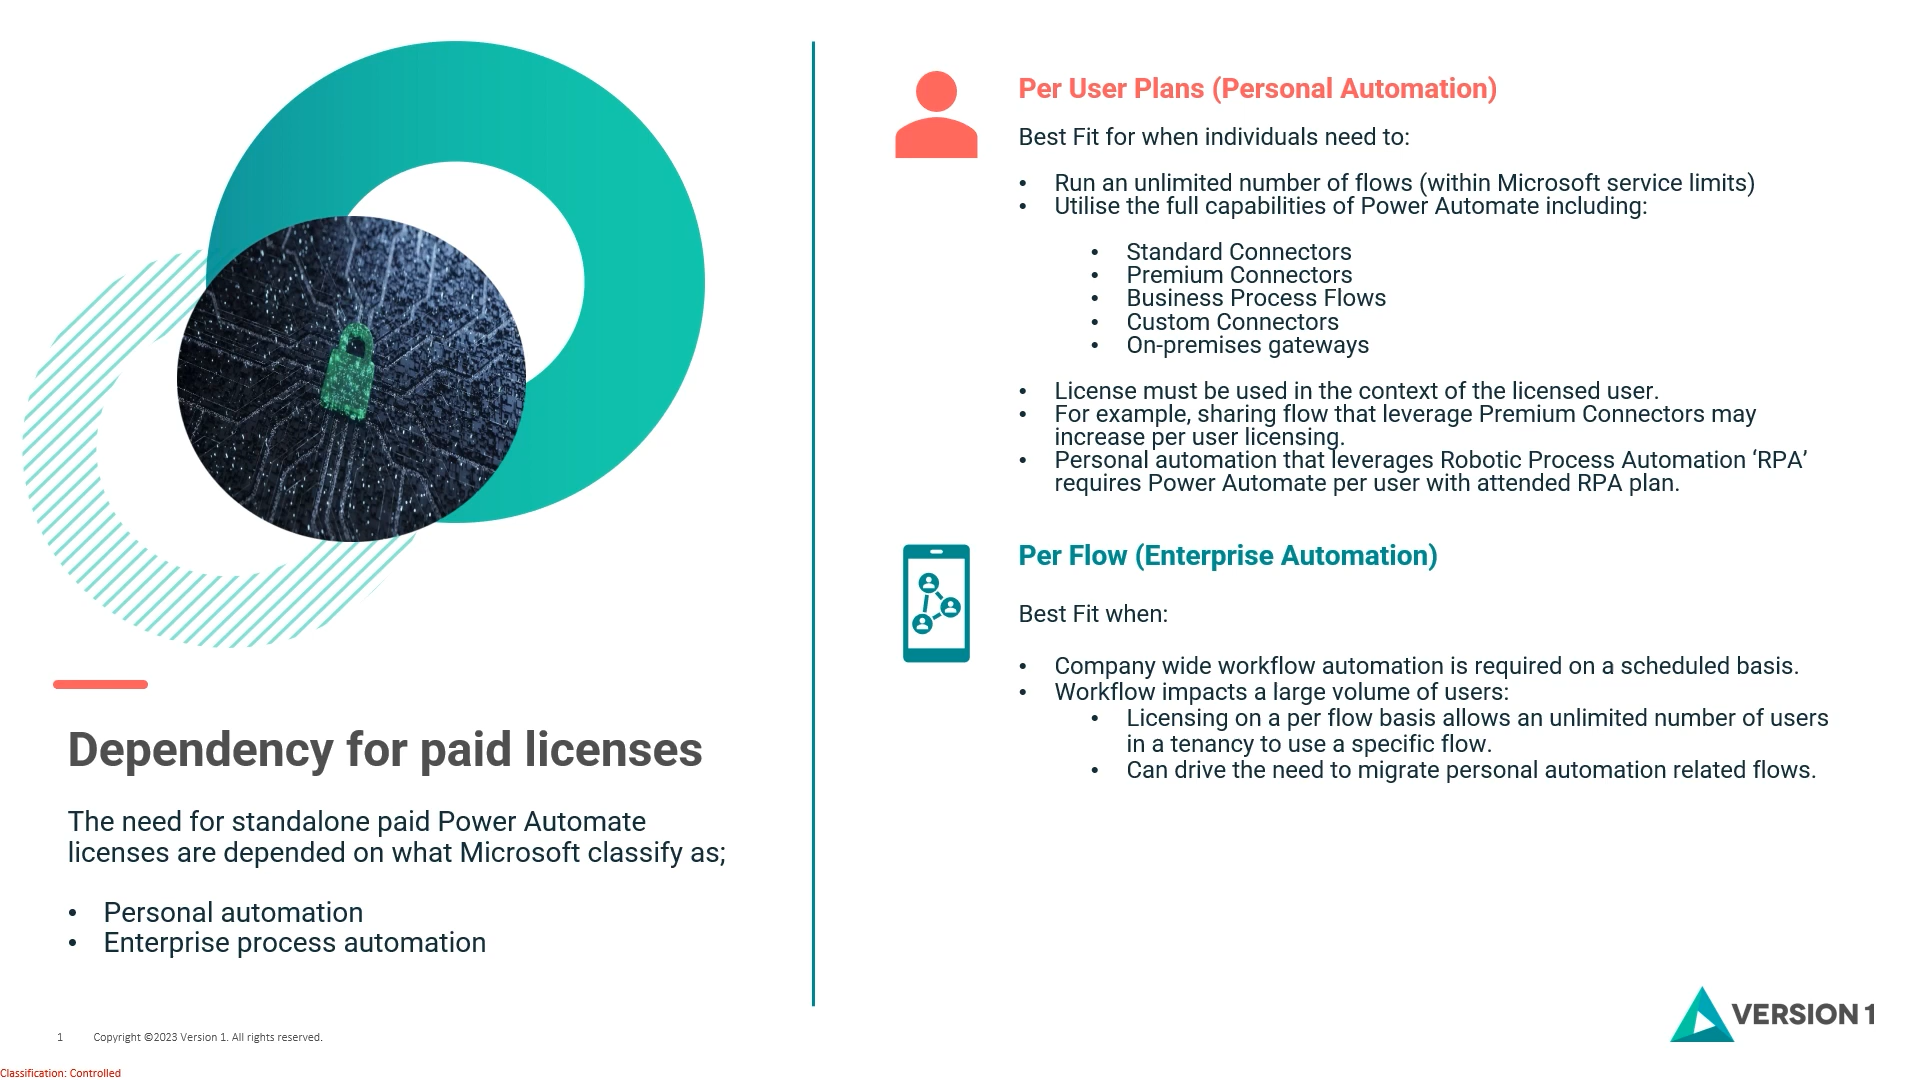 Dependency for paid licenses
The need for standalone paid Power Automate
licenses are depended on what Microsoft classify as;
• Personal automation
• Enterprise process automation
Per User Plans (Personal Automation)
Best Fit for when individuals need to:
• Run an unlimited number of flows (within Microsoft service limits)
• Utilise the full capabilities of Power Automate including:
• Standard Connectors
• Premium Connectors
• Business Process Flows
• Custom Connectors
• On-premises gateways
• License must be used in the context of the licensed user.
• For example, sharing flow that leverage Premium Connectors may
increase per user licensing.
• Personal automation that leverages Robotic Process Automation ‘RPA’
requires Power Automate per user with attended RPA plan.
Per Flow (Enterprise Automation)
Best Fit when:
• Company wide workflow automation is required on a scheduled basis.
• Workflow impacts a large volume of users:
• Licensing on a per flow basis allows an unlimited number of users
in a tenancy to use a specific flow.
• Can drive the need to migrate personal automation related flows.
VERSION 1
1 Copyright ©2023 Version 1. All rights reserved.
Classification: Controlled